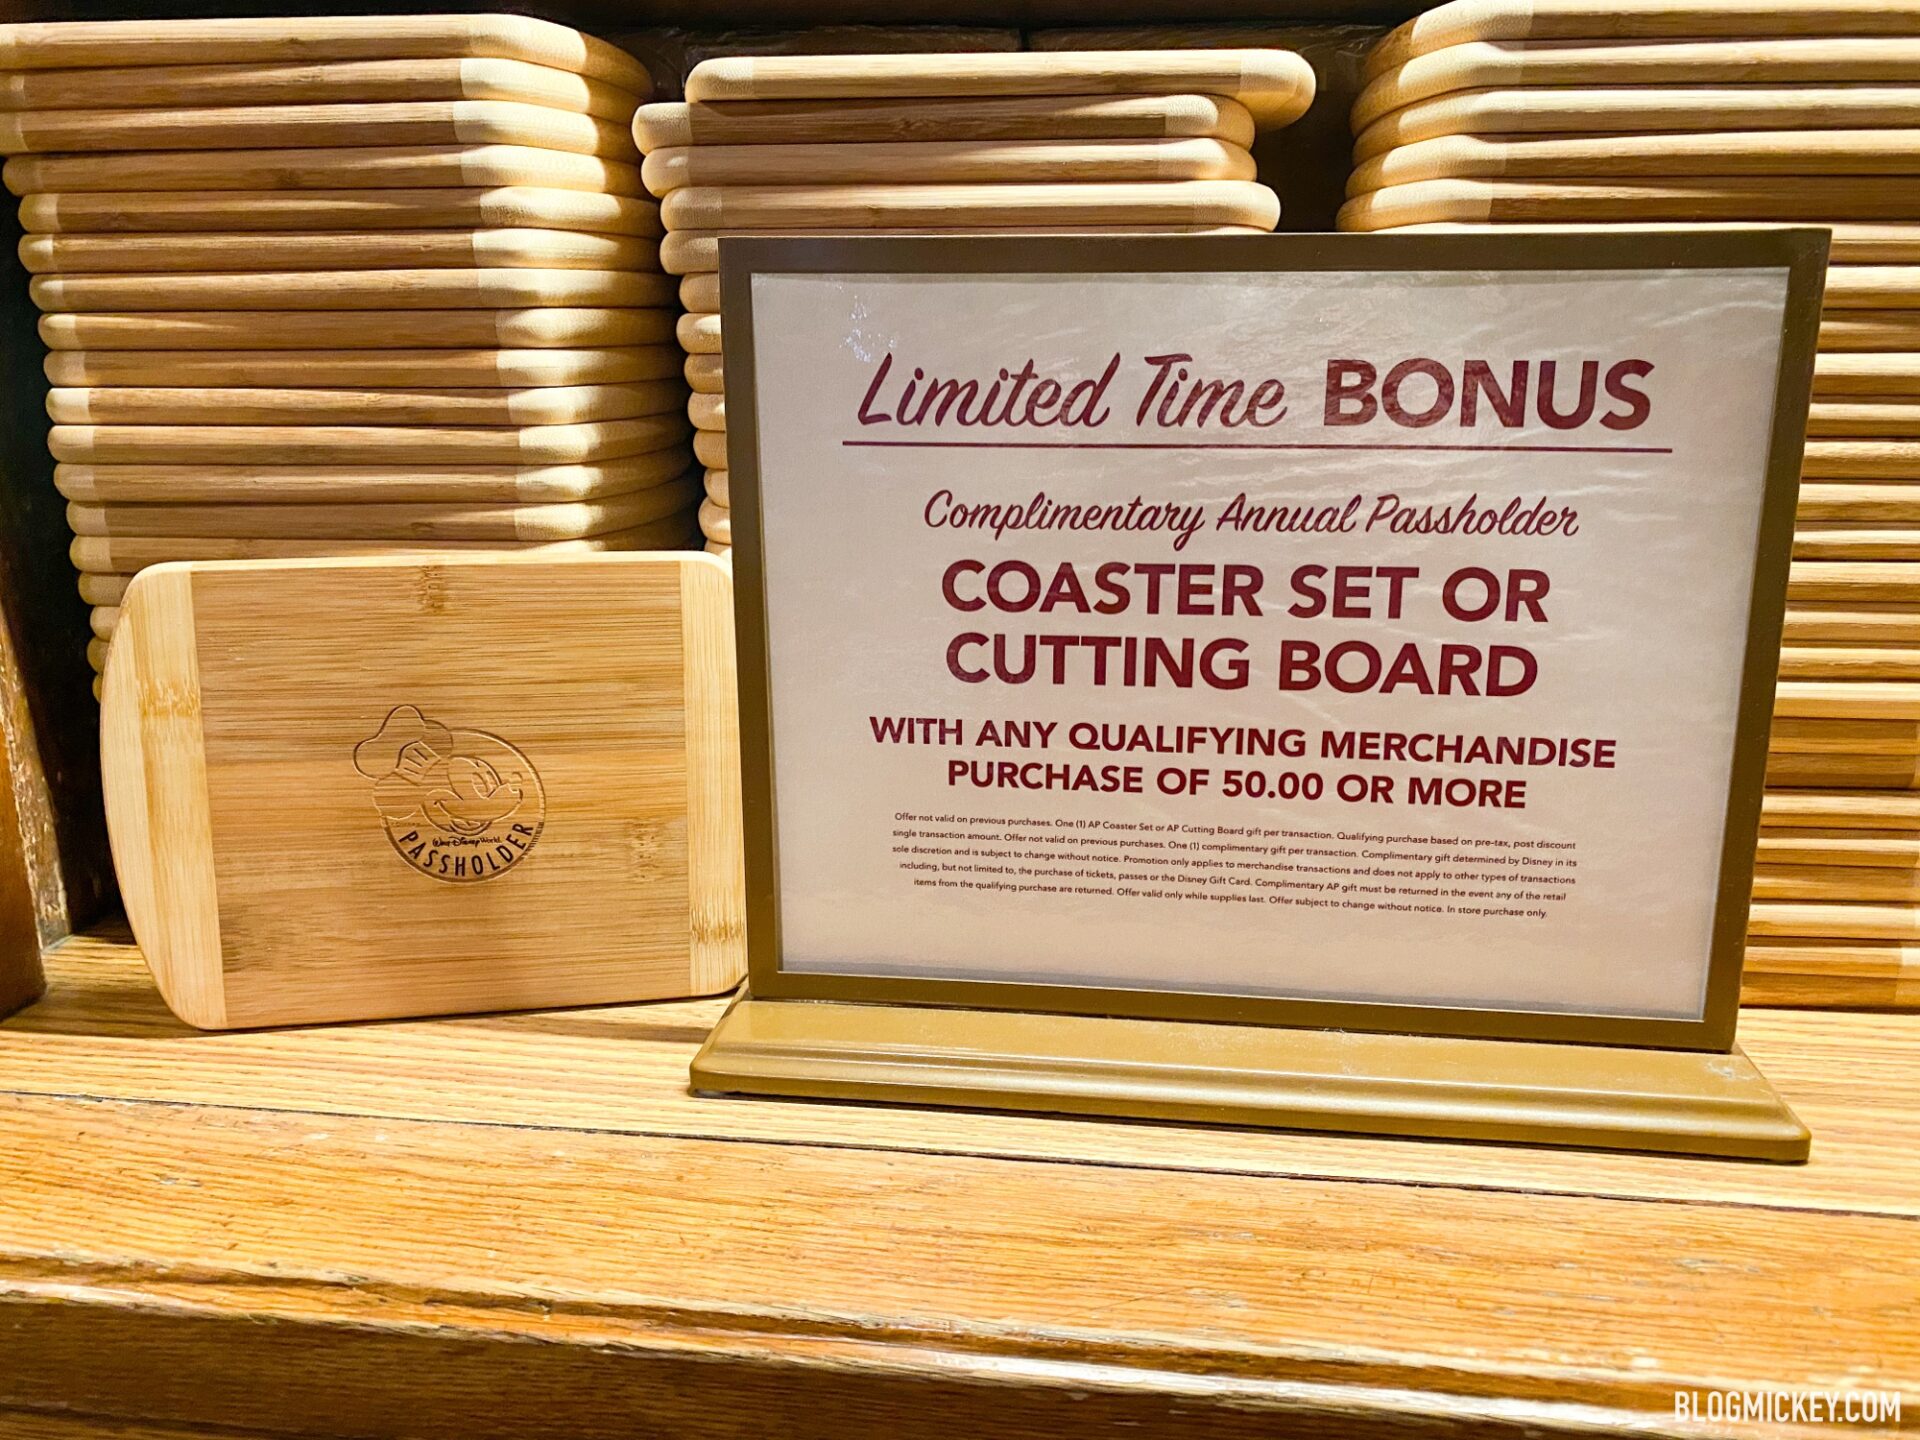 Limited Time BONUS
Complimentary Annual Passholder
COASTER SET OR
CUTTING BOARD
WITH ANY QUALIFYING MERCHANDISE
PURCHASE OF 50.00 OR MORE
Offer not valid on previous purchases. One (1) AP Coaster Set or AP Cutting Board gift per transaction. Qualifying purchase based on pre-tax, post discount
single transaction amount. Offer not valid on previous purchases. One (1) complimentary gift per transaction. Complimentary gift determined by Disney in its
sole discretion and is subject to change without notice. Promotion only applies to merchandise transactions and does not apply to other types of transactions
including, but not limited to, the purchase of tickets, passes or the Disney Gift Card. Complimentary AP gift must be returned in the event any of the retail
items from the qualifying purchase are returned. Offer valid only while supplies last. Offer subject to change without notice. In store purchase only.
Walt Disney World
PASSHOLDER
BLOGMICKEY.COM